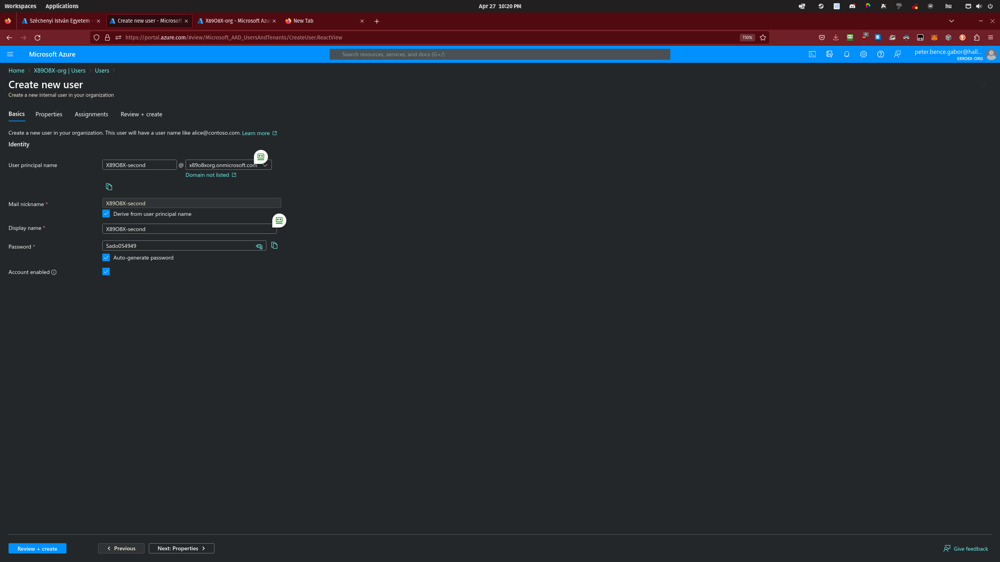 Workspaces Applications Apr 27 10:20 PM hu
Széchenyi István Egyetem - Create new user - Microsoft X89O8X-org - Microsoft Azur New Tab
https://portal.azure.com/#view/Microsoft_AAD_UsersAndTenants/CreateUser.ReactView 110% 4
Microsoft Azure Search resources, services, and docs (G+/) peter.bence.gabor@hall...
X89O8X-ORG
Home X89O8X-org | Users Users
Create new user
Create a new internal user in your organization
Basics Properties Assignments Review + create
Create a new user in your organization. This user will have a user name like alice@contoso.com. Learn more
Identity
User principal name X89O8X-second @ x89o8xorg.onmicrosoft.com
Domain not listed
Mail nickname * X89O8X-second
Derive from user principal name
Display name * X89O8X-second
Password * Sado054949
Auto-generate password
Account enabled
Review + create Previous Next: Properties Give feedback